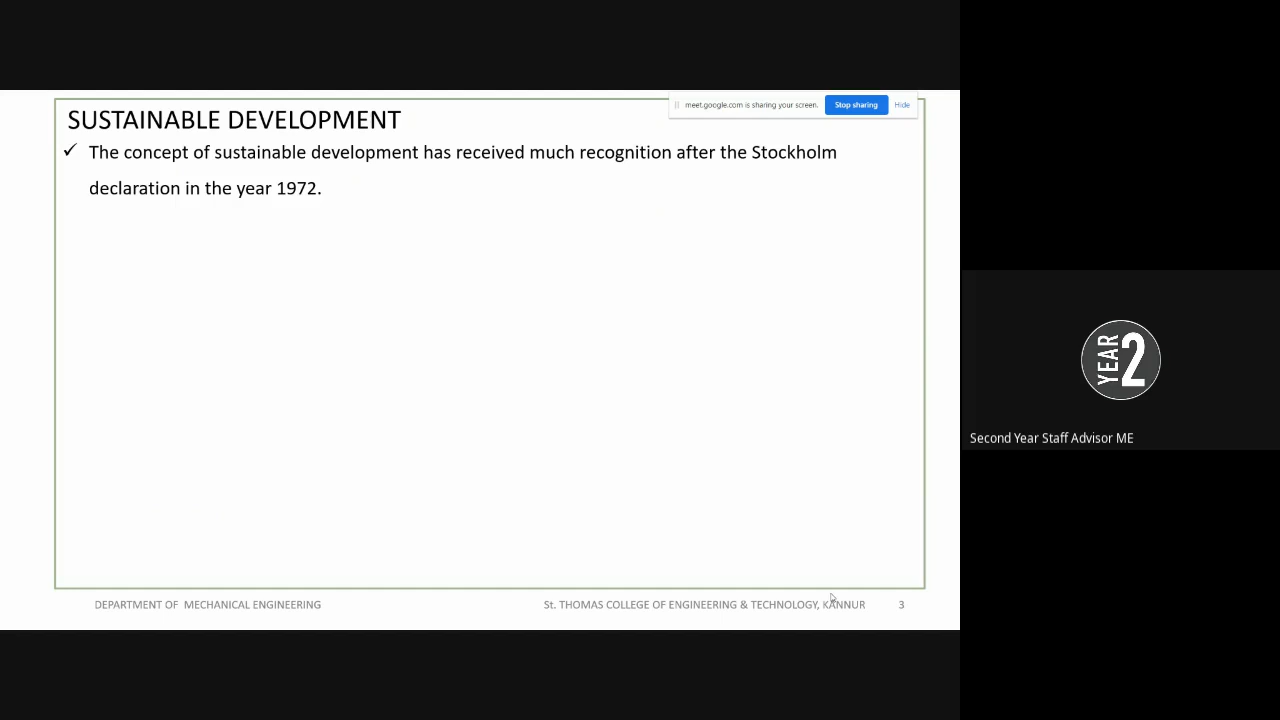 SUSTAINABLE DEVELOPMENT
meet.google.com is sharing your screen. Stop sharing Hide
✓ The concept of sustainable development has received much recognition after the Stockholm
declaration in the year 1972.
YEAR 2
Second Year Staff Advisor ME
DEPARTMENT OF MECHANICAL ENGINEERING St. THOMAS COLLEGE OF ENGINEERING & TECHNOLOGY, KANNUR 3